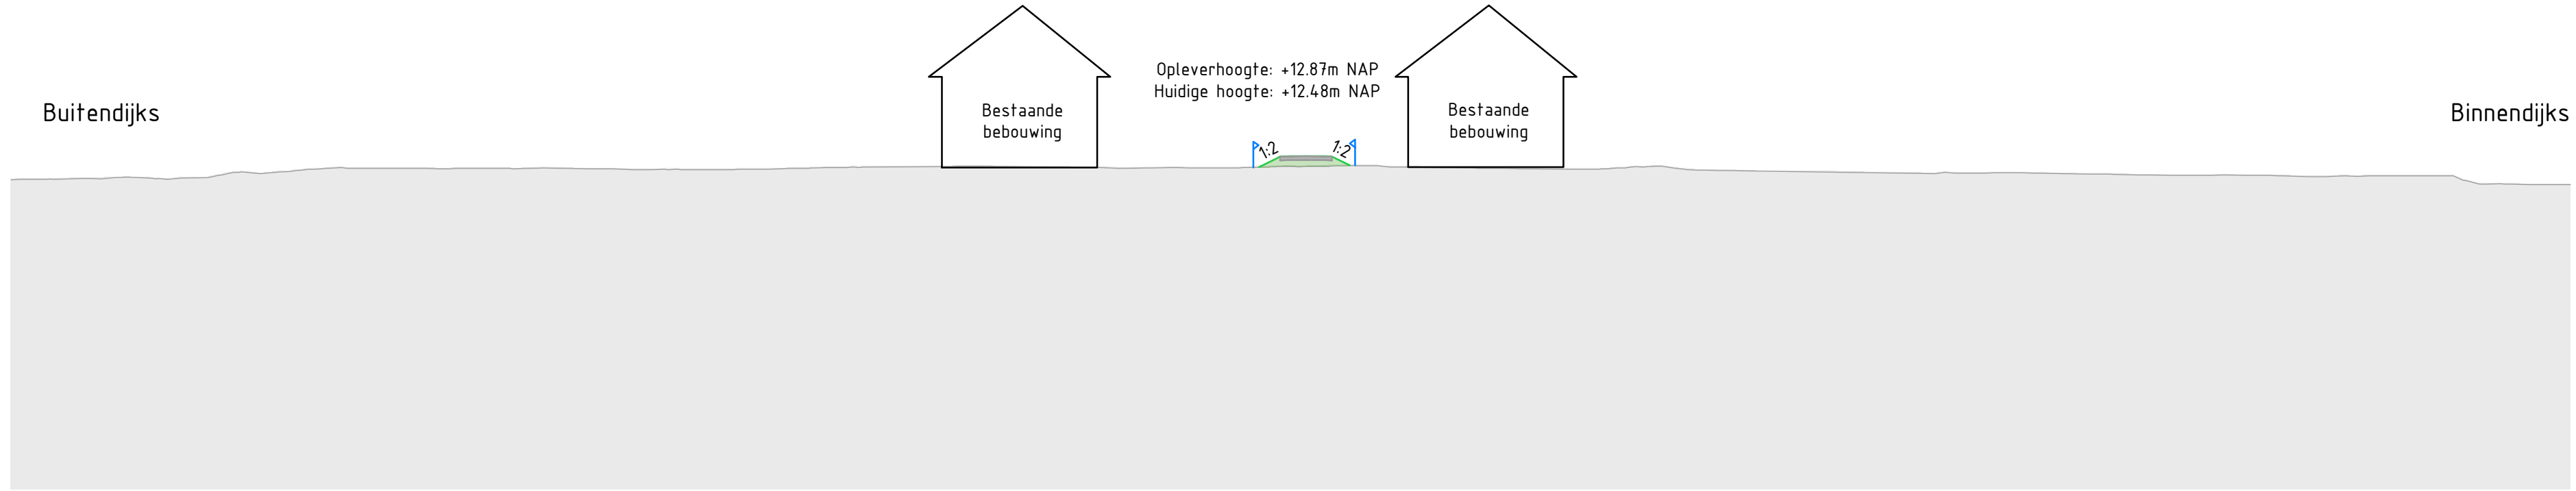 Opleverhoogte: +12.87m NAP
Huidige hoogte: +12.48m NAP
Buitendijks
Bestaande
bebouwing
1:2
1:2
Bestaande
bebouwing
Binnendijks